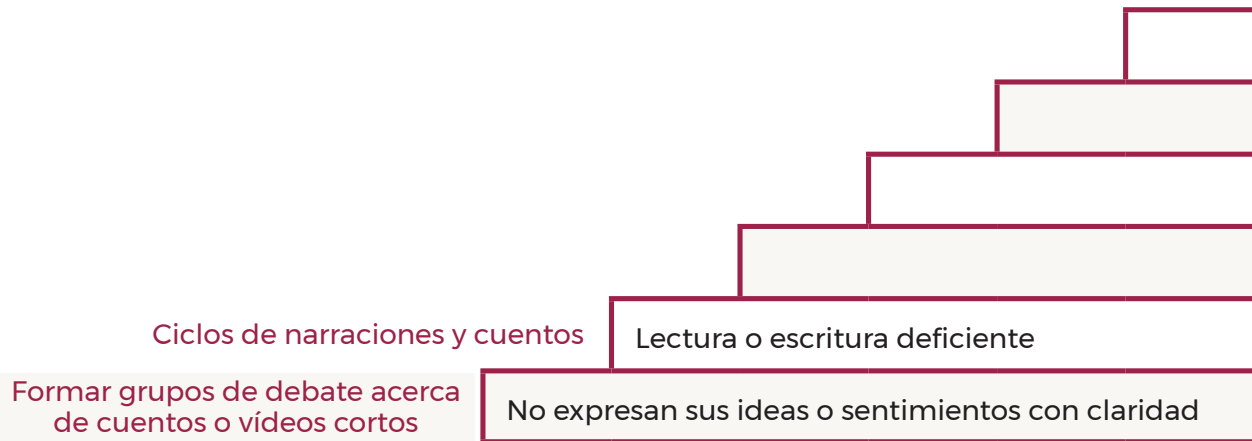 Ciclos de narraciones y cuentos
Lectura o escritura deficiente
Formar grupos de debate acerca
de cuentos o vídeos cortos
No expresan sus ideas o sentimientos con claridad